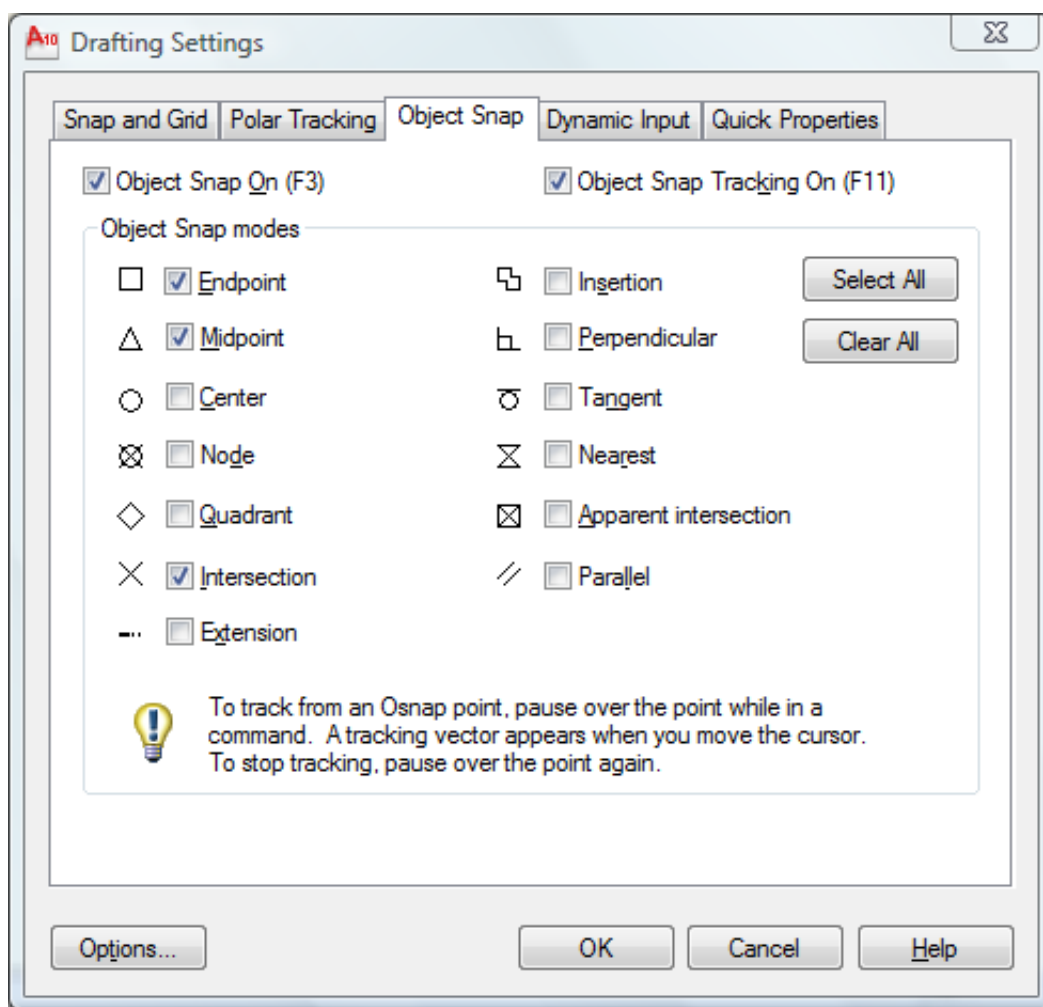 A10 Drafting Settings
Snap and Grid Polar Tracking Object Snap Dynamic Input Quick Properties
Object Snap On (F3) Object Snap Tracking On (F11)
Object Snap modes
Endpoint Insertion Select All
Midpoint Perpendicular Clear All
Center Tangent
Node Nearest
Quadrant Apparent intersection
Intersection Parallel
Extension
To track from an Osnap point, pause over the point while in a
command. A tracking vector appears when you move the cursor.
To stop tracking, pause over the point again.
Options... OK Cancel Help